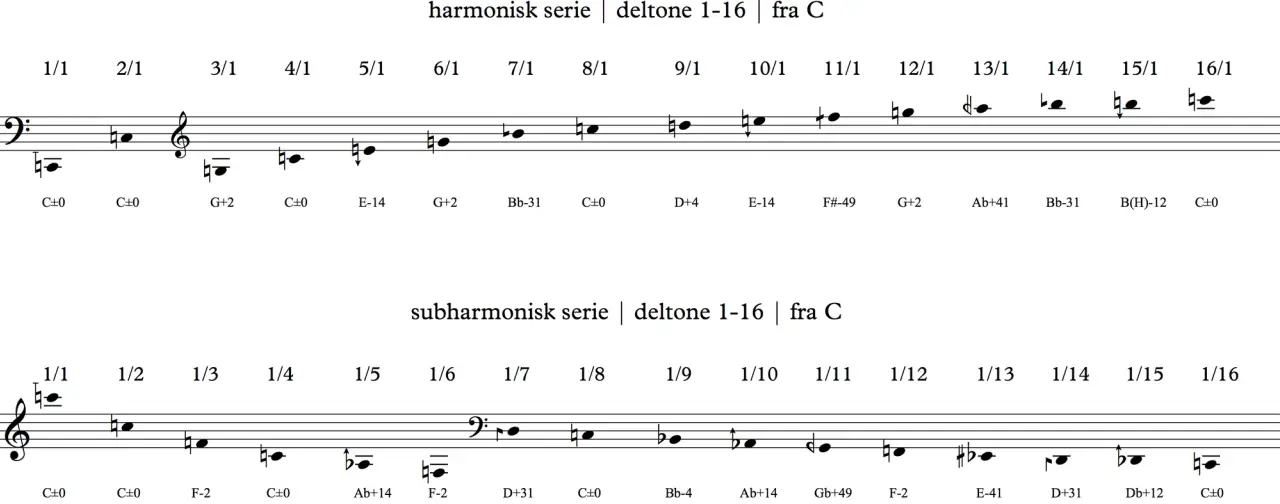 harmonisk serie | deltone 1-16 | fra C
1/1 2/1 3/1 4/1 5/1 6/1 7/1 8/1 9/1 10/1 11/1 12/1 13/1 14/1 15/1 16/1
C±0 C±0 G+2 C±0 E-14 G+2 Bb-31 C±0 D+4 E-14 F#-49 G+2 Ab+41 Bb-31 B(H)-12 C±0
subharmonisk serie | deltone 1-16 | fra C
1/1 1/2 1/3 1/4 1/5 1/6 1/7 1/8 1/9 1/10 1/11 1/12 1/13 1/14 1/15 1/16
C±0 C±0 F-2 C±0 Ab+14 F-2 D+31 C±0 Bb-4 Ab+14 Gb+49 F-2 E-41 D+31 Db+12 C±0